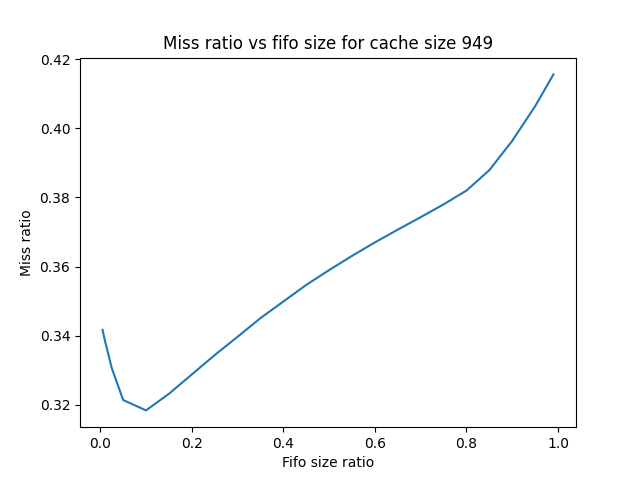 Miss ratio vs fifo size for cache size 949
0.42
0.40
0.38
0.36
0.34
0.32
Miss ratio
0.0 0.2 0.4 0.6 0.8 1.0
Fifo size ratio